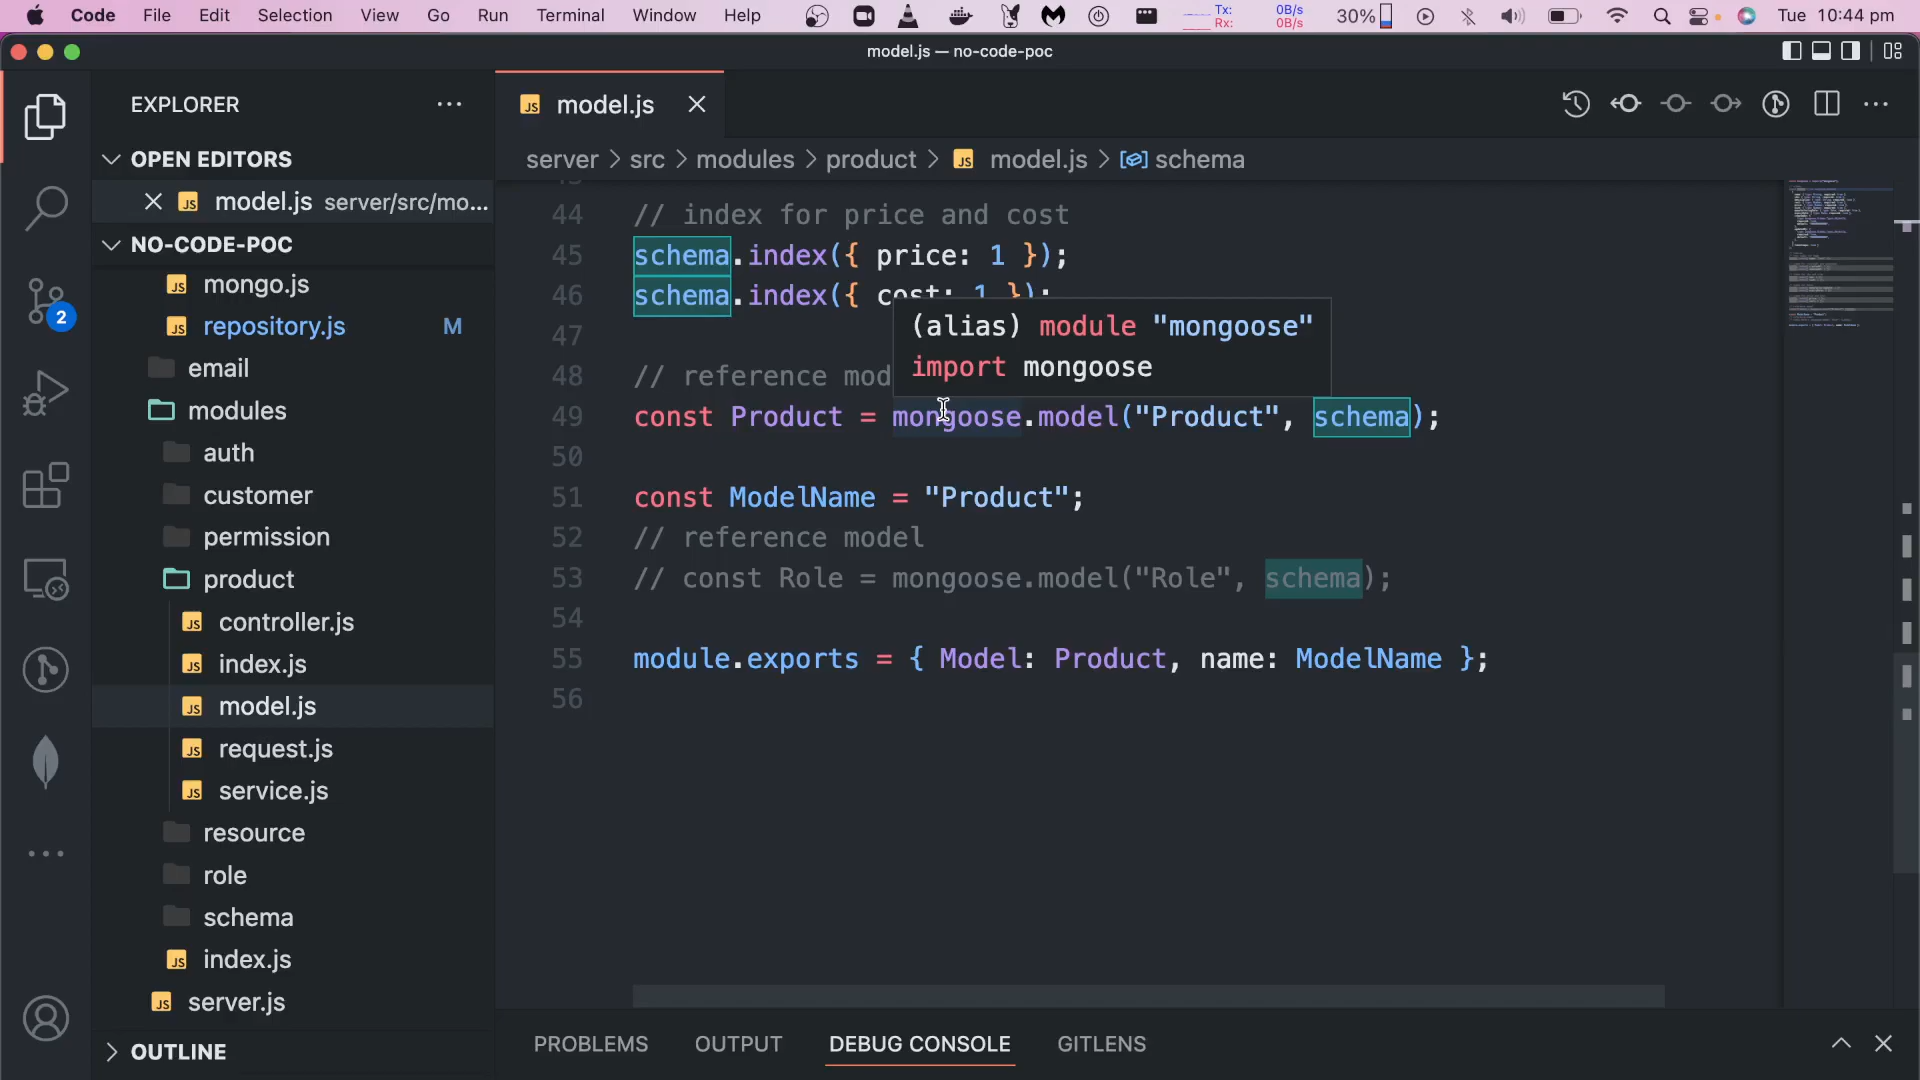 Code File Edit Selection View Go Run Terminal Window Help Tx: Rx: 0B/s 0B/s 30% Tue 10:44 pm
model.js — no-code-poc
EXPLORER
OPEN EDITORS
model.js server/src/mo...
NO-CODE-POC
mongo.js
repository.js M
email
modules
auth
customer
permission
product
controller.js
index.js
model.js
request.js
service.js
resource
role
schema
index.js
server.js
OUTLINE
2
model.js
server > src > modules > product > model.js > schema
44 // index for price and cost
45 schema.index({ price: 1 });
46 schema.index({ cost: 1 });
47
(alias) module "mongoose"
import mongoose
48 // reference mod
49 const Product = mongoose.model("Product", schema);
50
51 const ModelName = "Product";
52 // reference model
53 // const Role = mongoose.model("Role", schema);
54
55 module.exports = { Model: Product, name: ModelName };
56
PROBLEMS OUTPUT DEBUG CONSOLE GITLENS